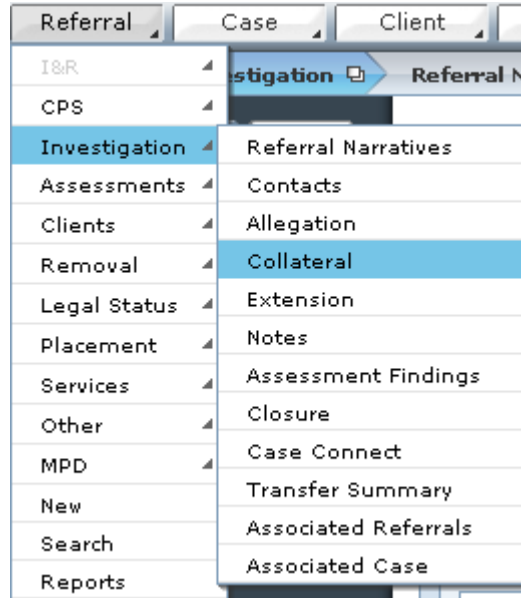 Referral Case Client
I&R
stigation Referral N
CPS
Investigation
Assessments
Clients
Removal
Legal Status
Placement
Services
Other
MPD
New
Search
Reports
Referral Narratives
Contacts
Allegation
Collateral
Extension
Notes
Assessment Findings
Closure
Case Connect
Transfer Summary
Associated Referrals
Associated Case